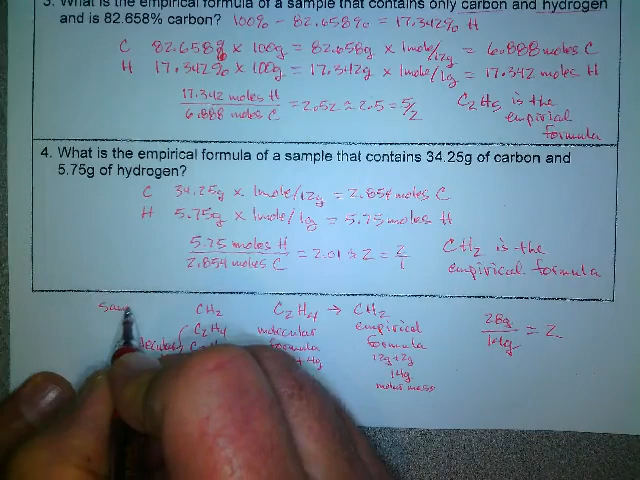 3. What is the empirical formula of a sample that contains only carbon and hydrogen
and is 82.658% carbon? 100% - 82.658% = 17.342% H
C 82.658% x 100g = 82.658g x 1mole/12g = 6.888 moles C
H 17.342% x 100g = 17.342g x 1mole/1g = 17.342 moles H
17.342 moles H
6.888 moles C
= 2.52 ≈ 2.5 = 5/2
C2H5 is the
empirical
formula
4. What is the empirical formula of a sample that contains 34.25g of carbon and
5.75g of hydrogen?
C 34.25g x 1mole/12g = 2.854 moles C
H 5.75g x 1mole/1g = 5.75 moles H
5.75 moles H
2.854 moles C
= 2.01 ≈ 2 = 2/1
CH2 is the
empirical formula
sam
CH2
C2H4
C2H4 → CH2
molecular
formula
+ 4g
empirical
formula
12g+2g
14g
molar mass
28g
14g
= 2